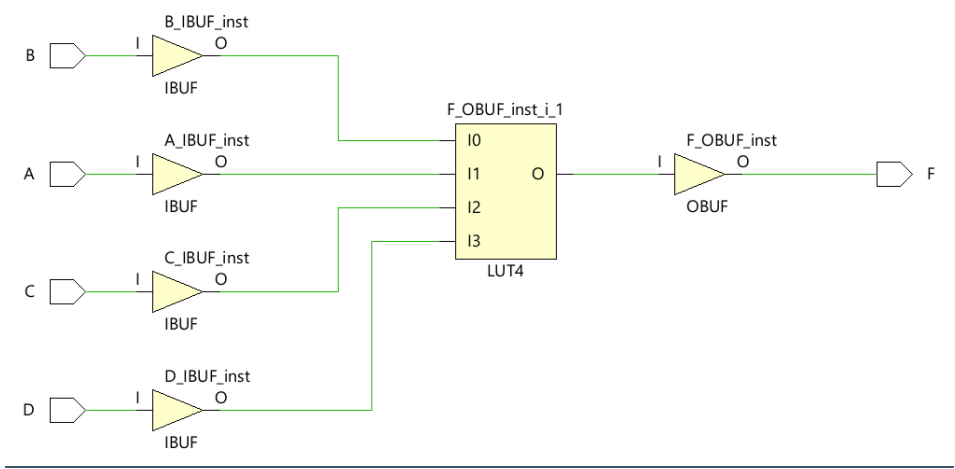 B_IBUF_inst
B I O
IBUF
F_OBUF_inst_i_1
A_IBUF_inst
I0
F_OBUF_inst
A I O
I1 O
I O
F
IBUF
I2
OBUF
I3
C_IBUF_inst
LUT4
C I O
IBUF
D_IBUF_inst
D I O
IBUF